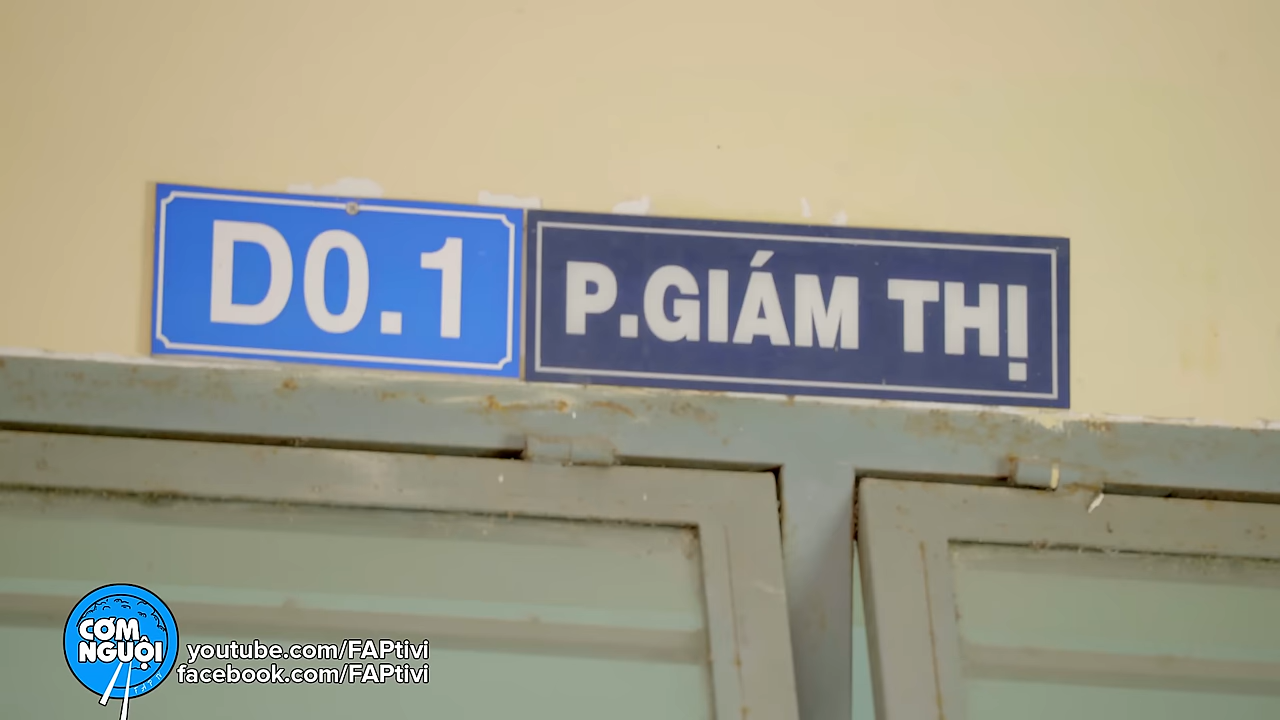 D0.1
P.GIÁM THỊ
CƠM
NGUỘI
youtube.com/FAPtivi
facebook.com/FAPtivi